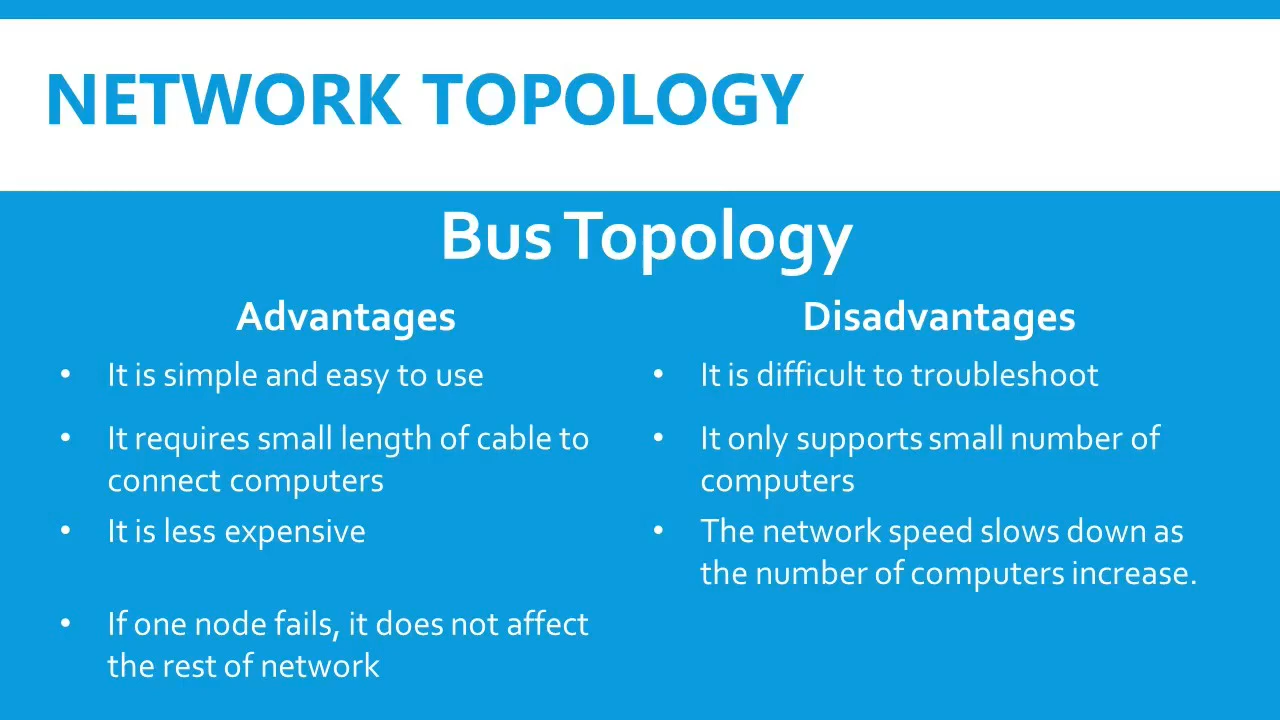 NETWORK TOPOLOGY
Bus Topology
Advantages
• It is simple and easy to use
• It requires small length of cable to
connect computers
• It is less expensive
• If one node fails, it does not affect
the rest of network
Disadvantages
• It is difficult to troubleshoot
• It only supports small number of
computers
• The network speed slows down as
the number of computers increase.